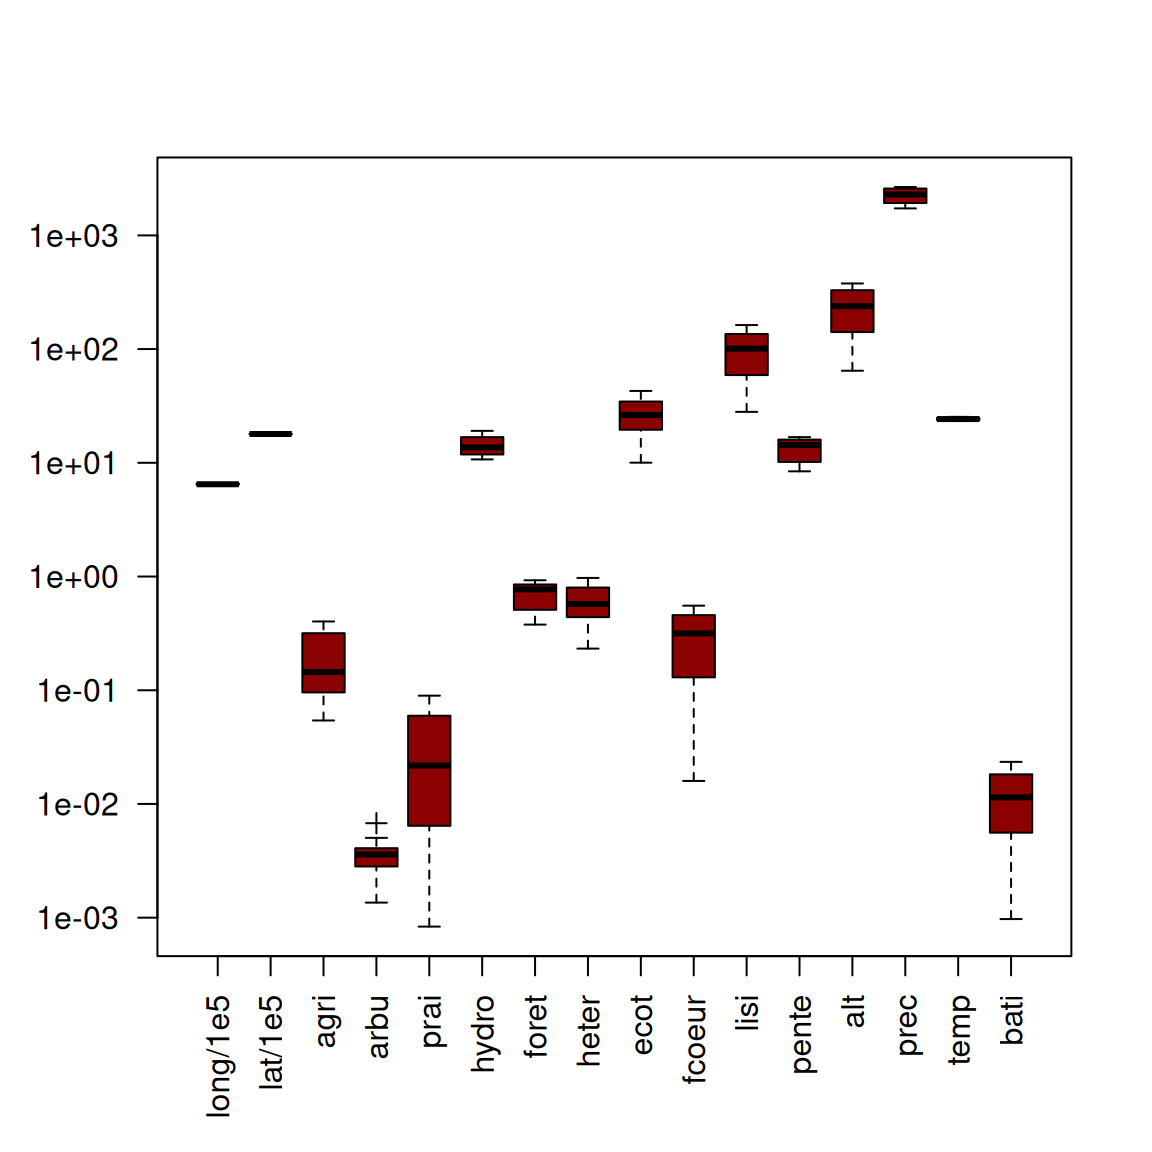 1e+03
1e+02
1e+01
1e+00
1e-01
1e-02
1e-03
long/1e5
lat/1e5
agri
arbu
prai
hydro
foret
heter
ecot
fcoeur
lisi
pente
alt
prec
temp
bati